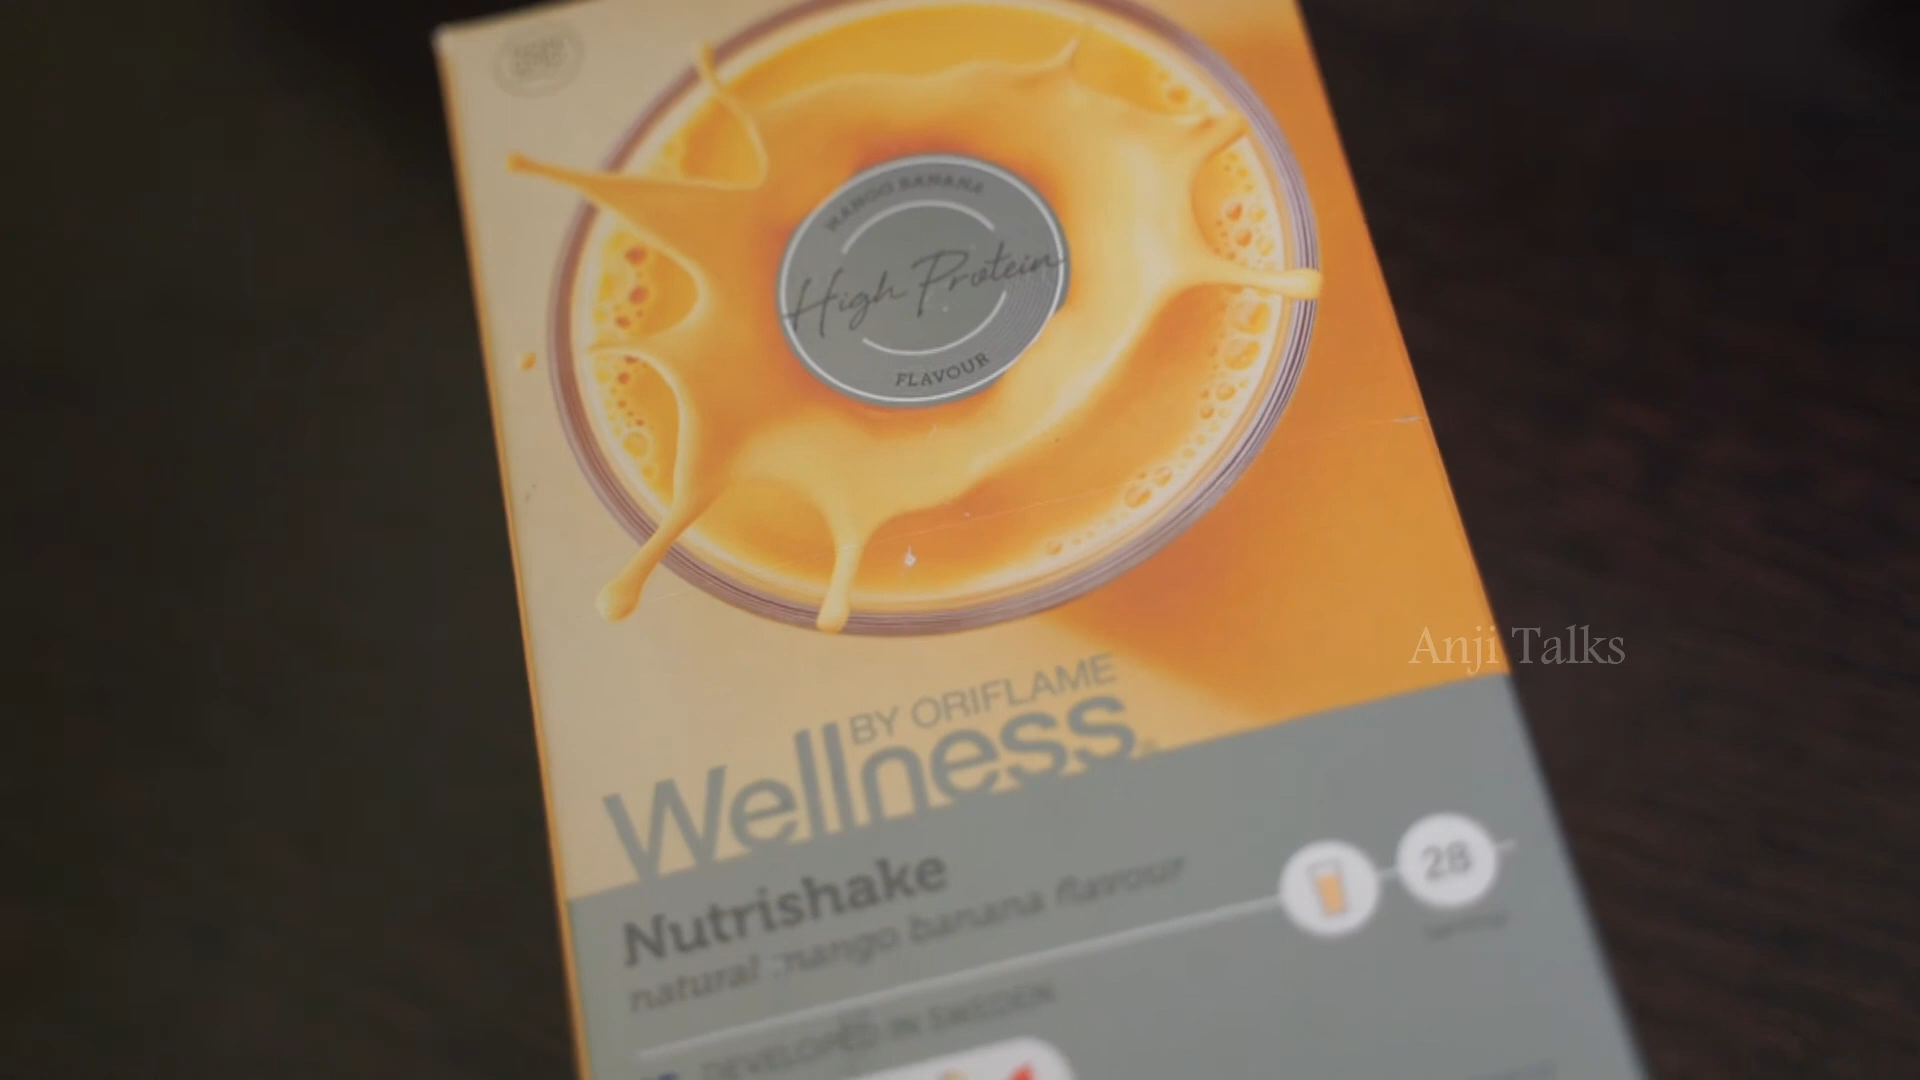 MANGO BANANA
High Protein
FLAVOUR
Anji Talks
BY ORIFLAME
Wellness
Nutrishake
natural mango banana flavour
28
Servings
DEVELOPED IN SWEDEN